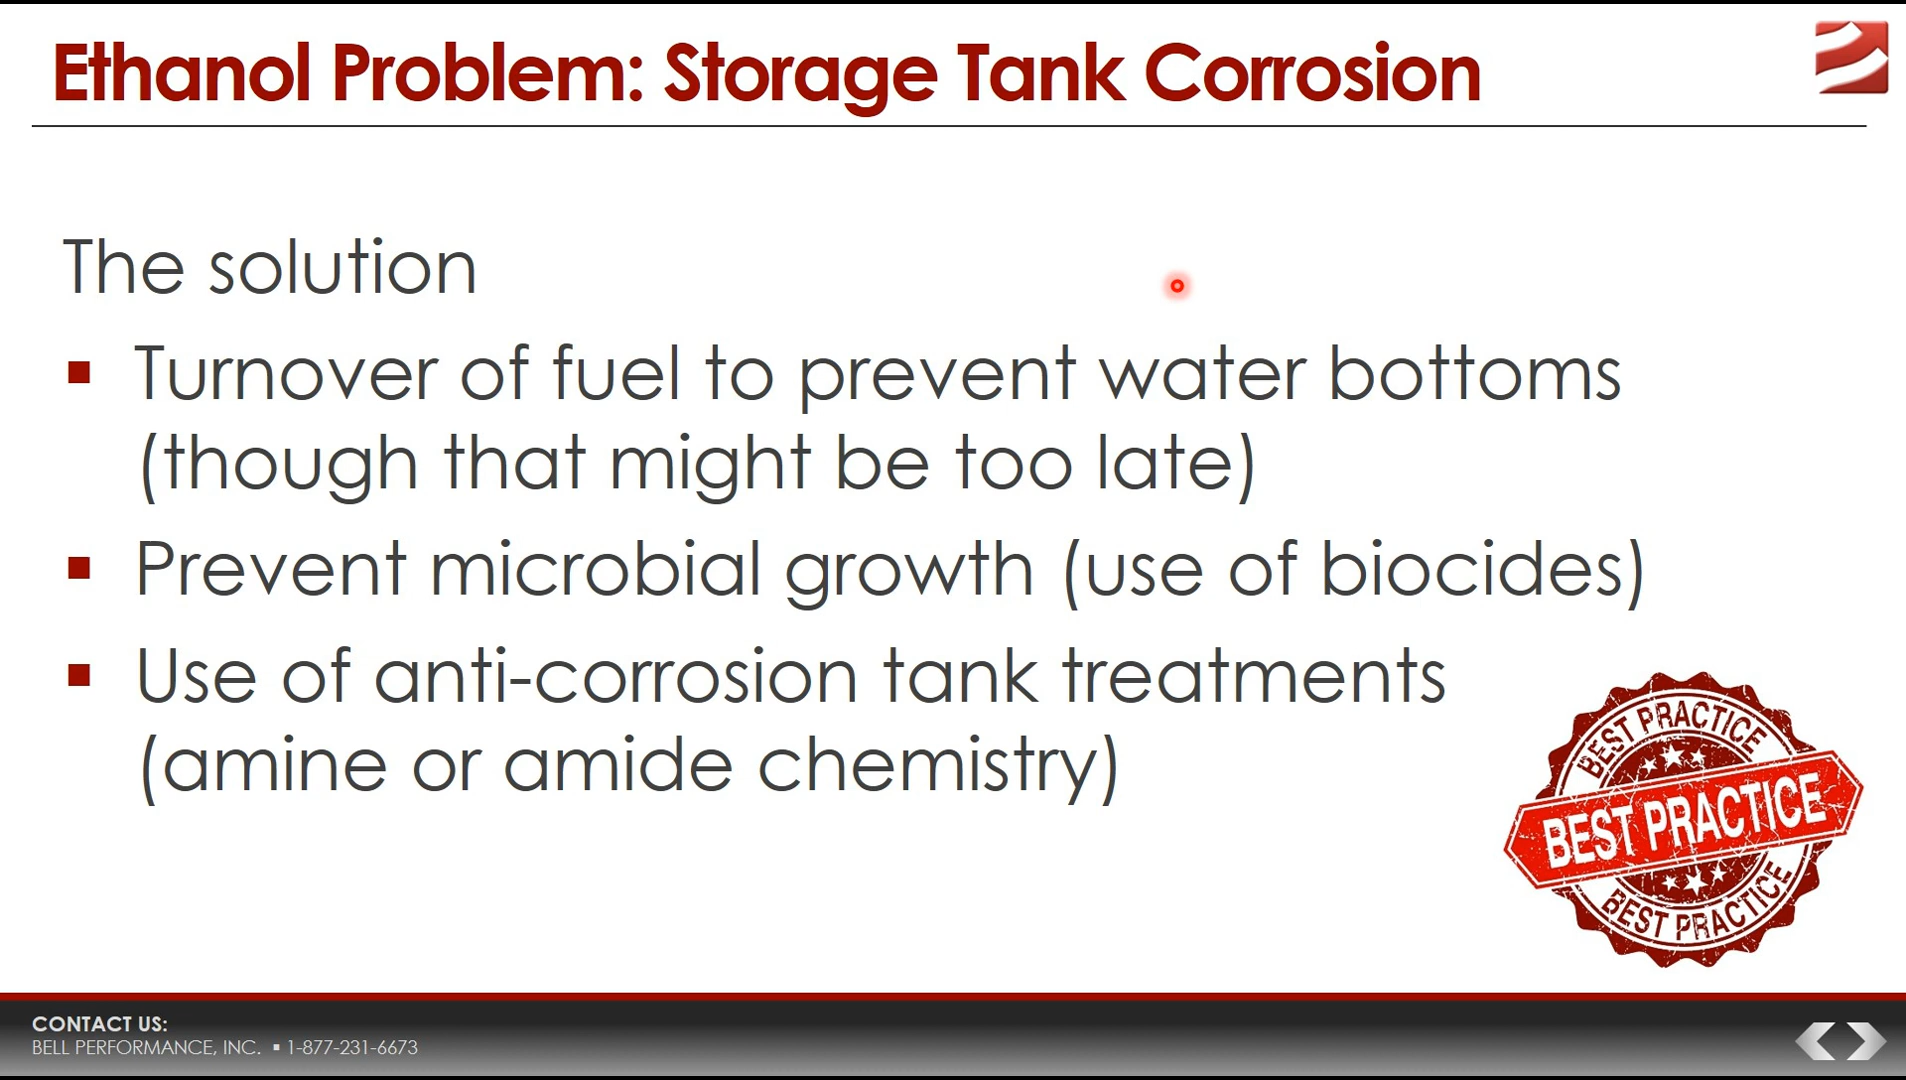 Ethanol Problem: Storage Tank Corrosion
The solution
▪ Turnover of fuel to prevent water bottoms
(though that might be too late)
▪ Prevent microbial growth (use of biocides)
▪ Use of anti-corrosion tank treatments
(amine or amide chemistry)
BEST PRACTICE
BEST PRACTICE
BEST PRACTICE
CONTACT US:
BELL PERFORMANCE, INC. ▪ 1-877-231-6673